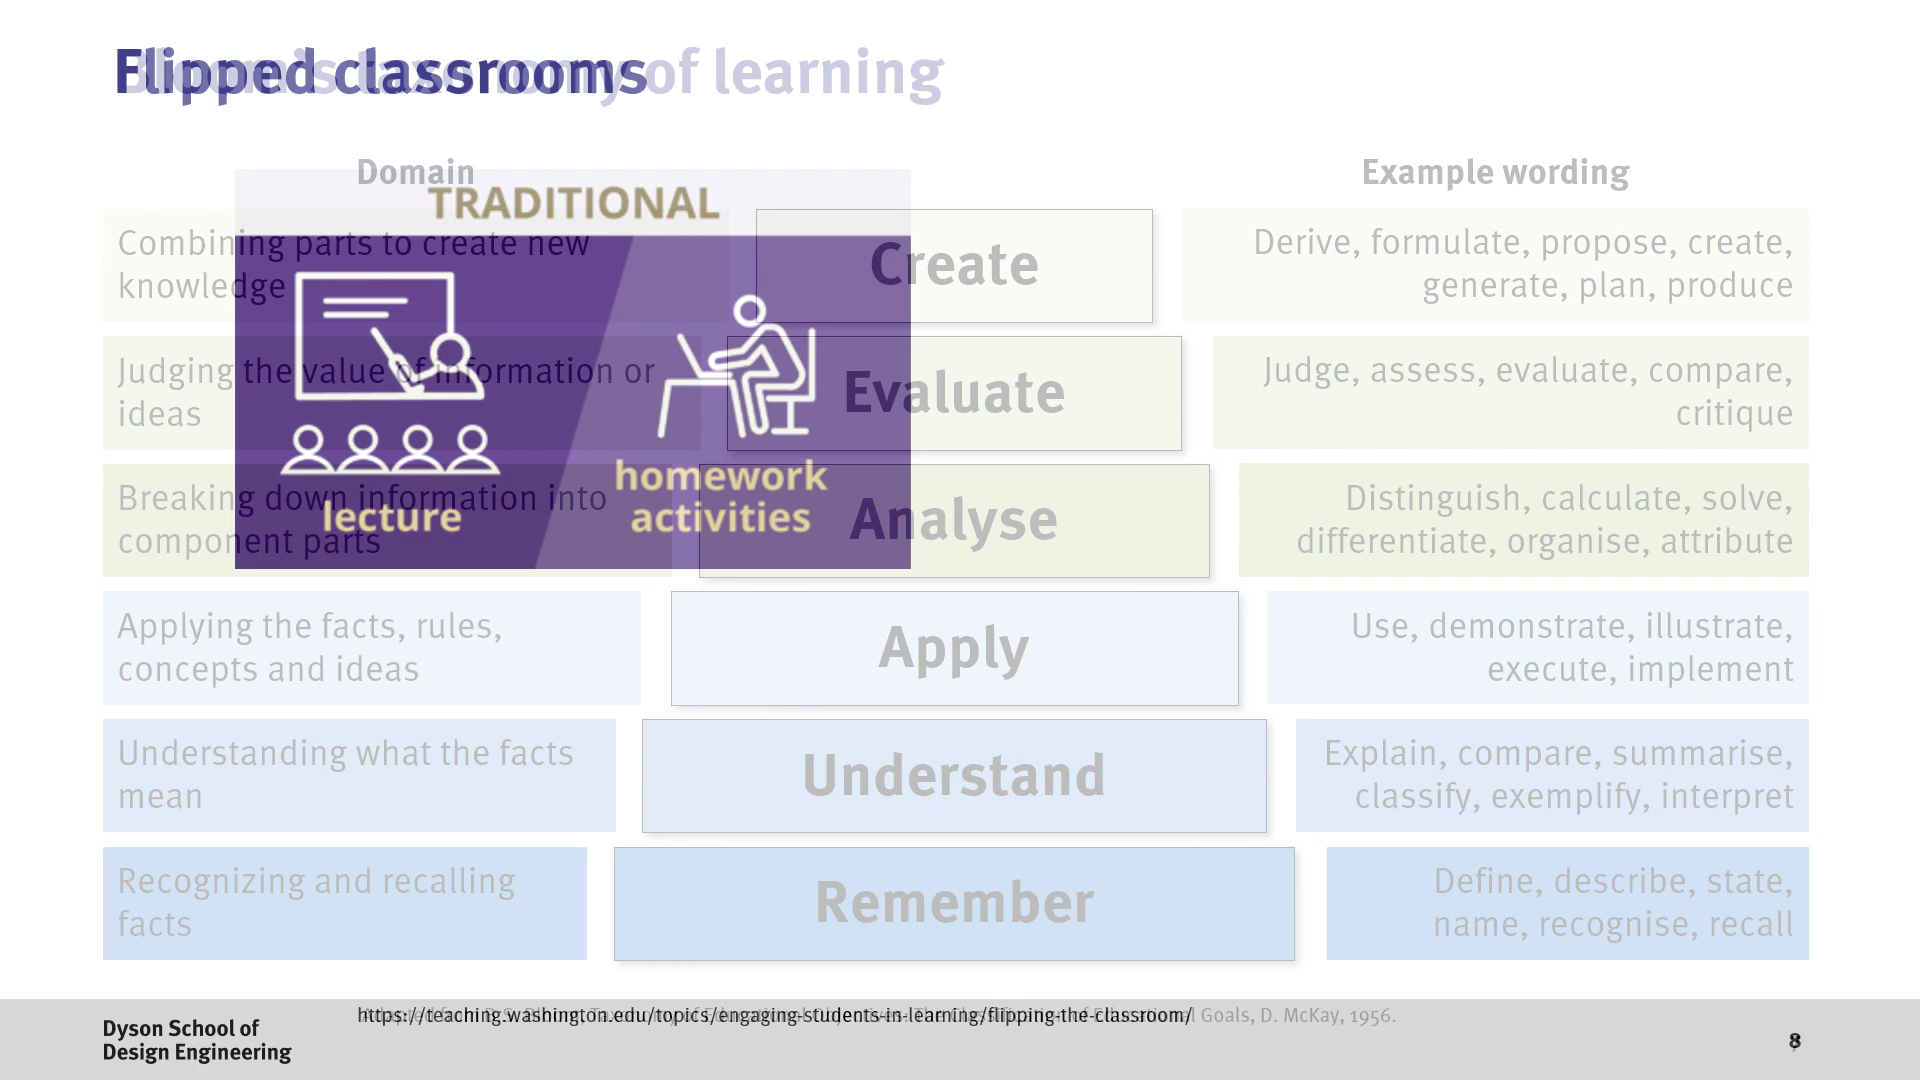 Flipped classrooms
of learning
Domain
Example wording
TRADITIONAL
Combining parts to create new
knowledge
Create
Derive, formulate, propose, create,
generate, plan, produce
Judging the value of information or
ideas
Evaluate
Judge, assess, evaluate, compare,
critique
Breaking down information into
component parts
lecture
homework
activities
Analyse
Distinguish, calculate, solve,
differentiate, organise, attribute
Applying the facts, rules,
concepts and ideas
Apply
Use, demonstrate, illustrate,
execute, implement
Understanding what the facts
mean
Understand
Explain, compare, summarise,
classify, exemplify, interpret
Recognizing and recalling
facts
Remember
Define, describe, state,
name, recognise, recall
https://teaching.washington.edu/topics/engaging-students-in-learning/flipping-the-classroom/
Goals, D. McKay, 1956.
Dyson School of
Design Engineering
8